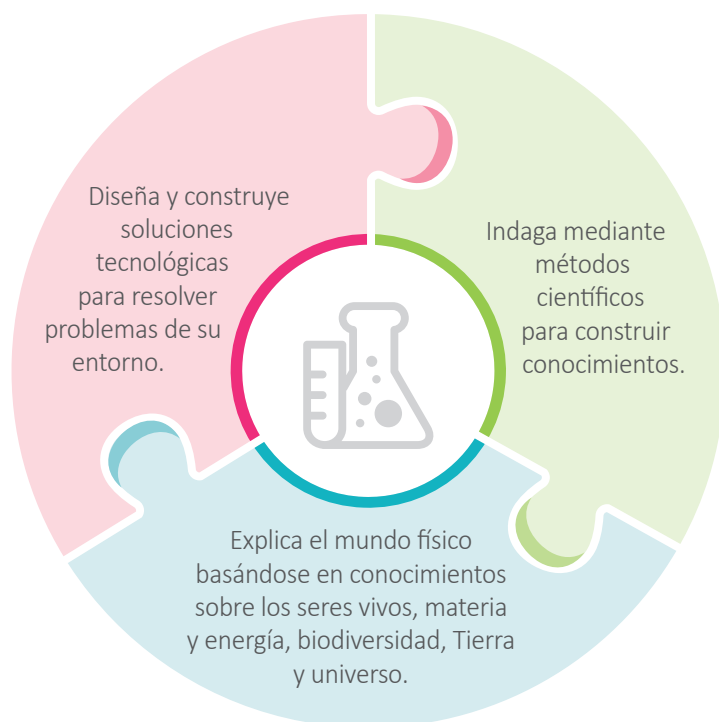 Diseña y construye
soluciones
tecnológicas
para resolver
problemas de su
entorno.
Indaga mediante
métodos
científicos
para construir
conocimientos.
Explica el mundo físico
basándose en conocimientos
sobre los seres vivos, materia
y energía, biodiversidad, Tierra
y universo.